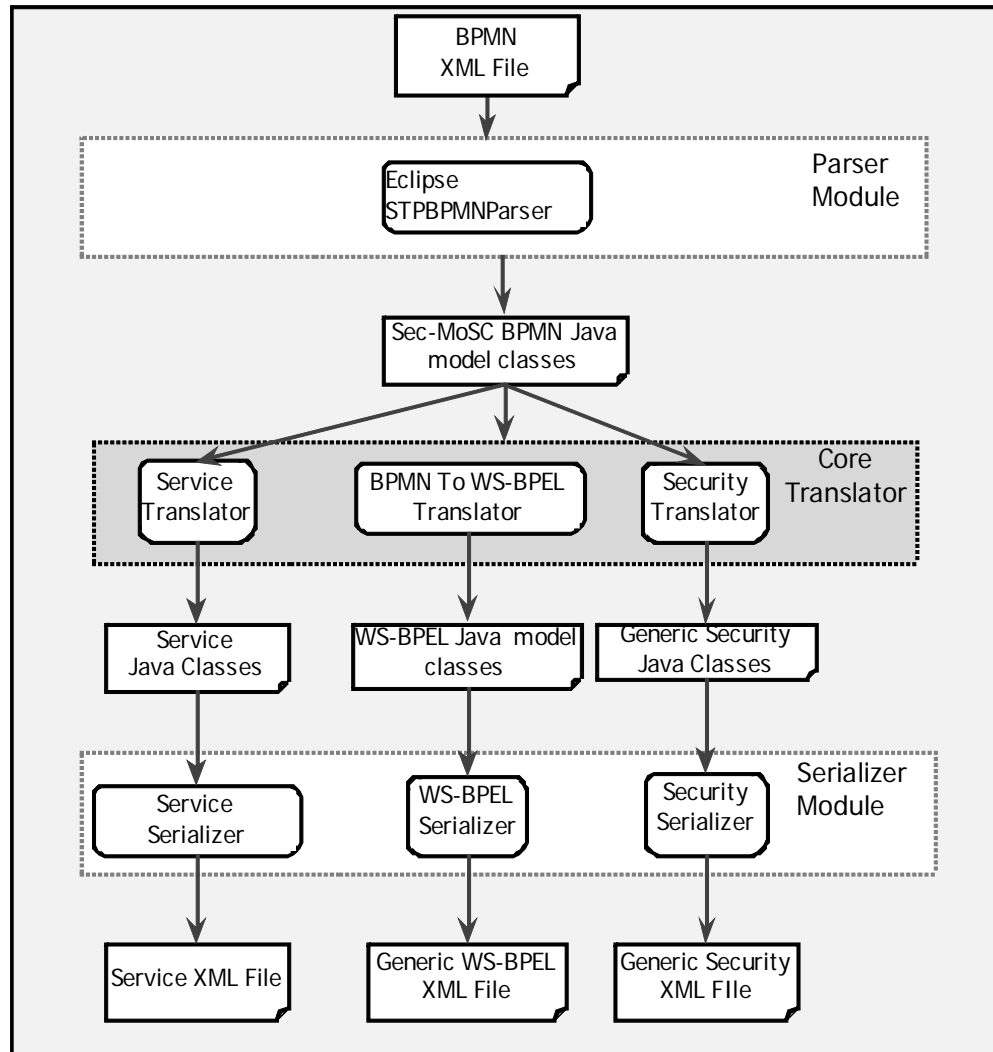 BPMN
XML File
Parser
Module
Eclipse
STPBPMNParser
Sec-MoSC BPMN Java
model classes
Core
Translator
Service
Translator
BPMN To WS-BPEL
Translator
Security
Translator
Service
Java Classes
WS-BPEL Java model
classes
Generic Security
Java Classes
Serializer
Module
Service
Serializer
WS-BPEL
Serializer
Security
Serializer
Service XML File
Generic WS-BPEL
XML File
Generic Security
XML FIle